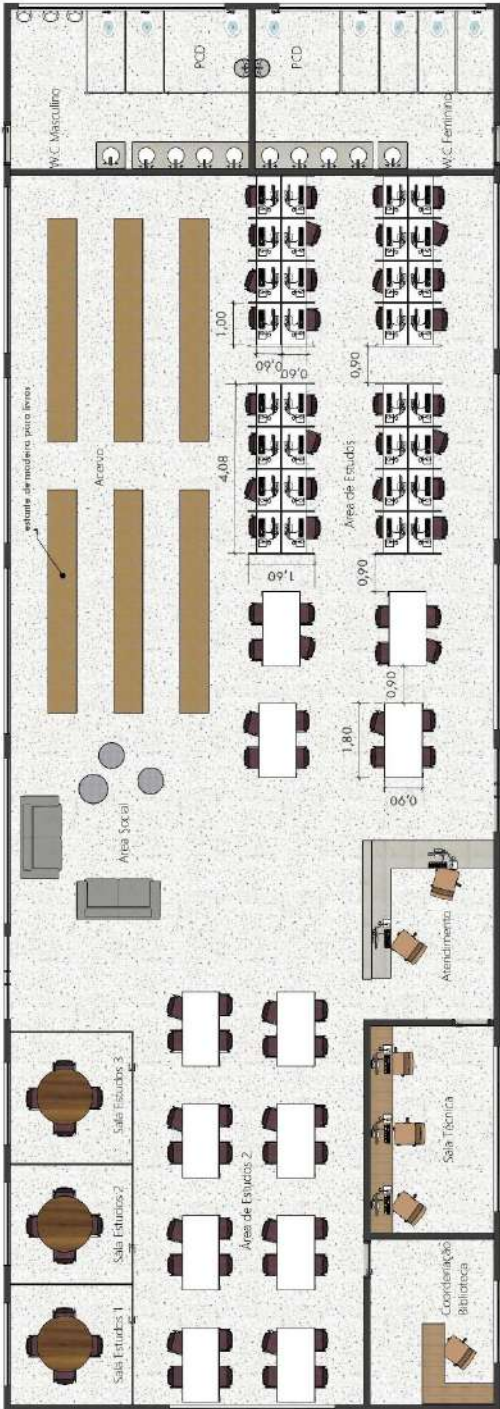 estante de madeira para livros
W.C Masculino
Acervo
Sala Estudos 1
Sala Estudos 2
Sala Estudos 3
Área Social
PCD
1,00
4,08
Área de Estudos 2
0,60
0,60
1,60
PCD
Área de Estudos
1,80
0,90
0,90
0,90
0,90
Coordenação
Biblioteca
Sala Técnica
Atendimento
W.C Feminino